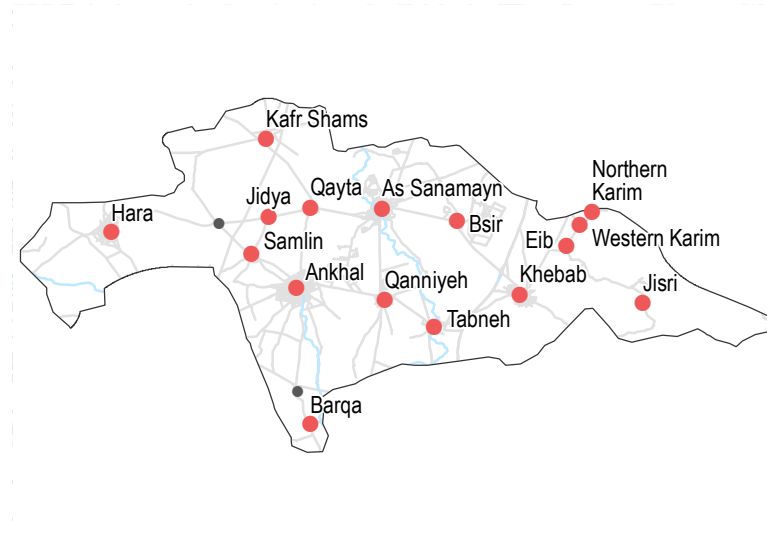 Kafr Shams
Northern
Karim
Hara
Jidya
Qayta
As Sanamayn
Bsir
Eib
Western Karim
Samlin
Ankhal
Qanniyeh
Khebab
Jisri
Tabneh
Barqa